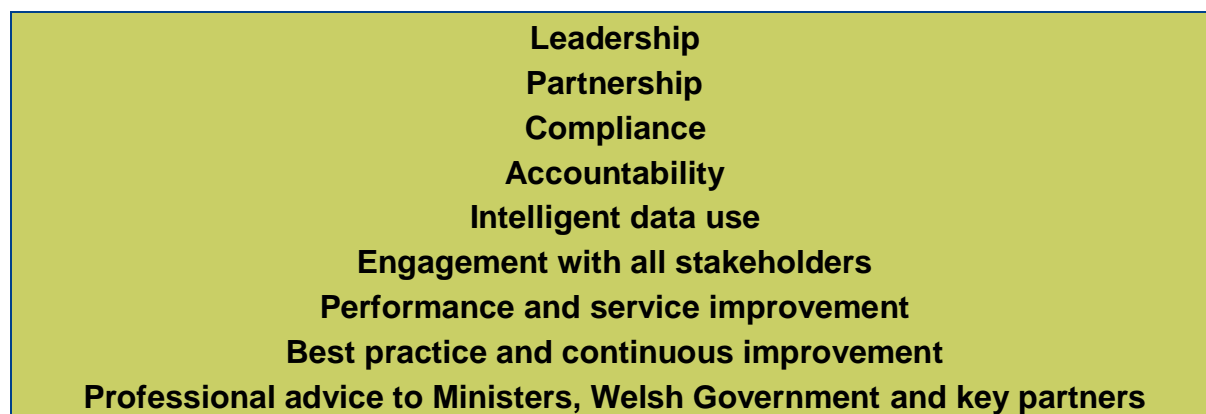 Leadership
Partnership
Compliance
Accountability
Intelligent data use
Engagement with all stakeholders
Performance and service improvement
Best practice and continuous improvement
Professional advice to Ministers, Welsh Government and key partners